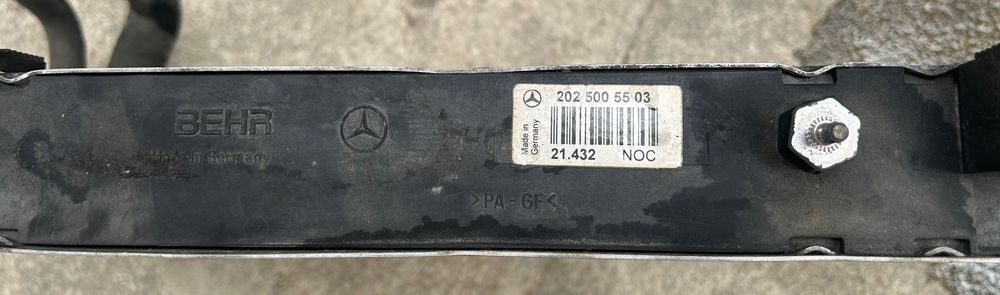 BEHR
Made in Germany
202 500 55 03
Made in
Germany
21.432 NOC
>PA-GF<